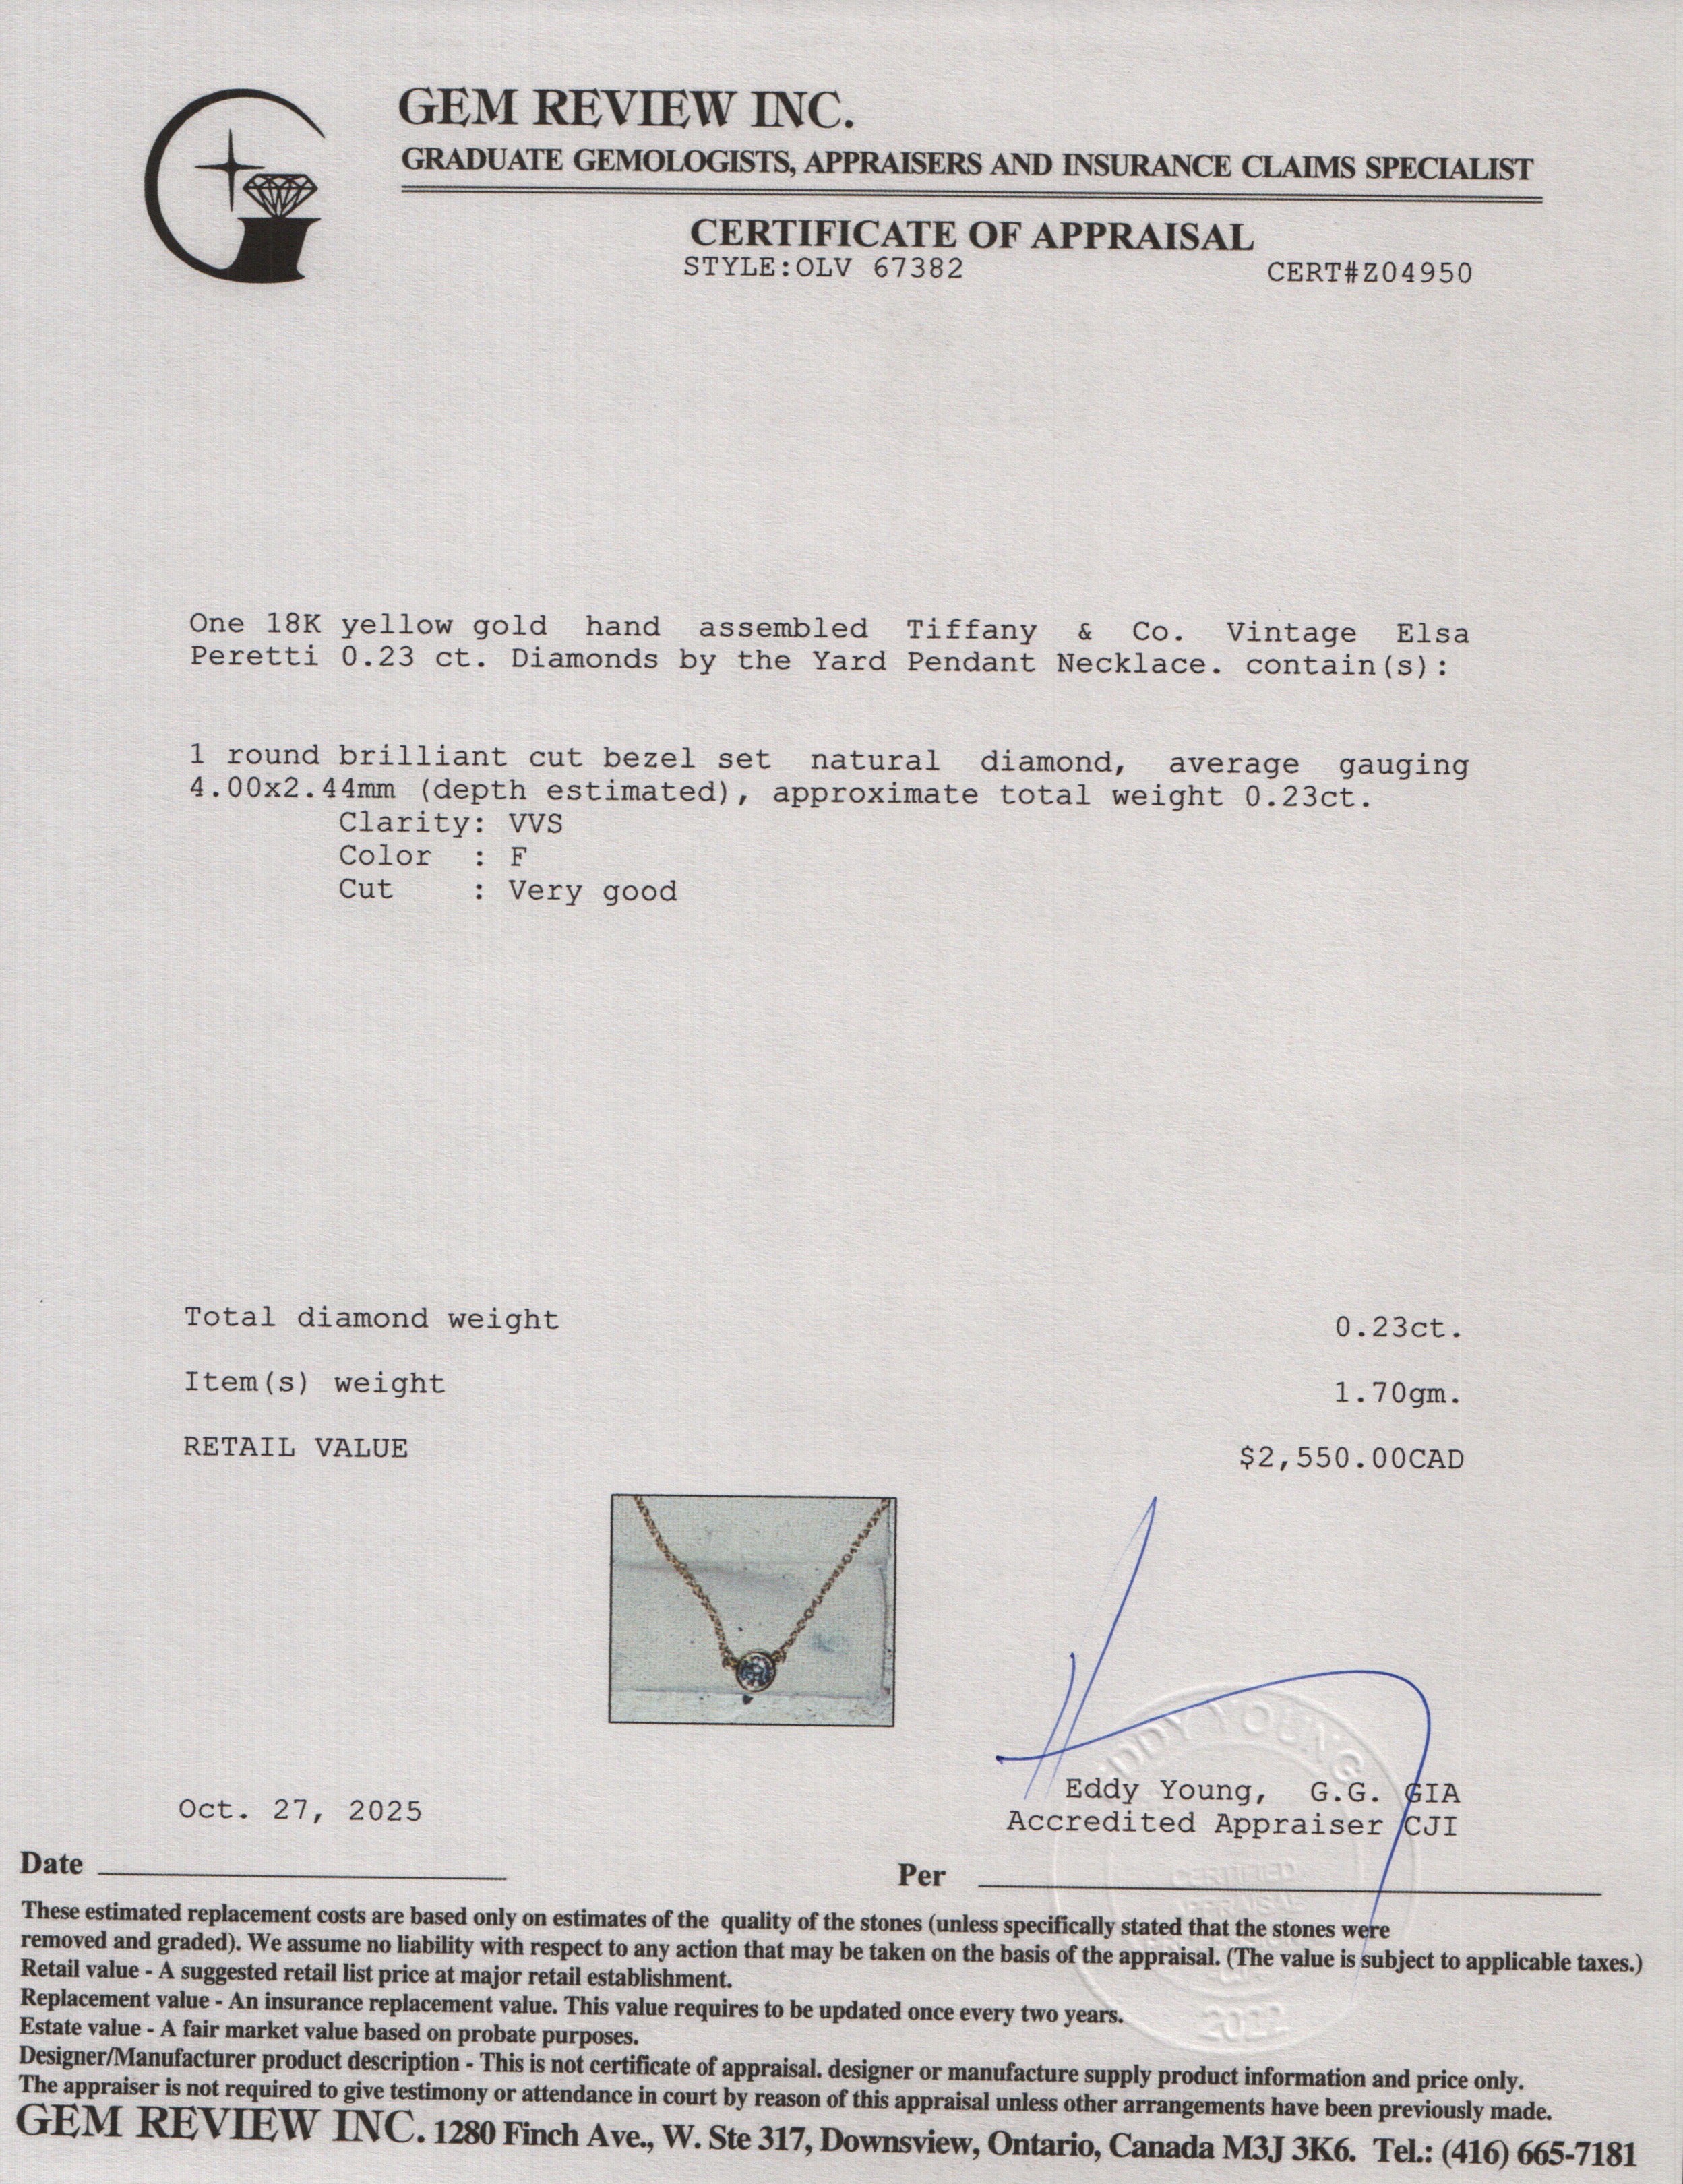 GEM REVIEW INC.
GRADUATE GEMOLOGISTS, APPRAISERS AND INSURANCE CLAIMS SPECIALIST
CERTIFICATE OF APPRAISAL
STYLE:OLV 67382 CERT#Z04950
One 18K yellow gold hand assembled Tiffany & Co. Vintage Elsa
Peretti 0.23 ct. Diamonds by the Yard Pendant Necklace. contain(s):
1 round brilliant cut bezel set natural diamond, average gauging
4.00x2.44mm (depth estimated), approximate total weight 0.23ct.
Clarity: VVS
Color : F
Cut : Very good
Total diamond weight 0.23ct.
Item(s) weight 1.70gm.
RETAIL VALUE $2,550.00CAD
EDDY YOUNG
Eddy Young, G.G. GIA
Oct. 27, 2025 Accredited Appraiser CJI
Date Per
CERTIFIED
APPRAISAL
2022
These estimated replacement costs are based only on estimates of the quality of the stones (unless specifically stated that the stones were
removed and graded). We assume no liability with respect to any action that may be taken on the basis of the appraisal. (The value is subject to applicable taxes.)
Retail value - A suggested retail list price at major retail establishment.
Replacement value - An insurance replacement value. This value requires to be updated once every two years.
Estate value - A fair market value based on probate purposes.
Designer/Manufacturer product description - This is not certificate of appraisal. designer or manufacture supply product information and price only.
The appraiser is not required to give testimony or attendance in court by reason of this appraisal unless other arrangements have been previously made.
GEM REVIEW INC. 1280 Finch Ave., W. Ste 317, Downsview, Ontario, Canada M3J 3K6. Tel.: (416) 665-7181